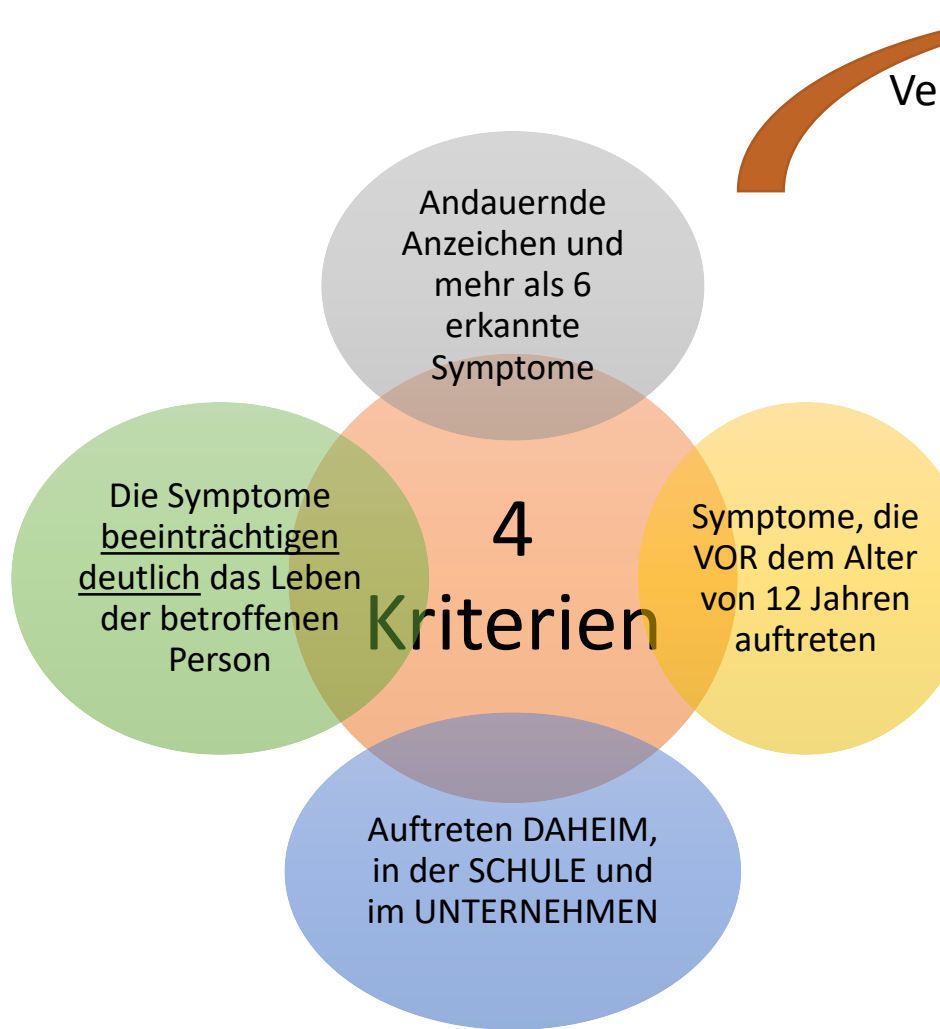 Ve
Andauernde
Anzeichen und
mehr als 6
erkannte
Symptome
Die Symptome
beeinträchtigen
deutlich das Leben
der betroffenen
Person
4
Kriterien
Symptome, die
VOR dem Alter
von 12 Jahren
auftreten
Auftreten DAHEIM,
in der SCHULE und
im UNTERNEHMEN